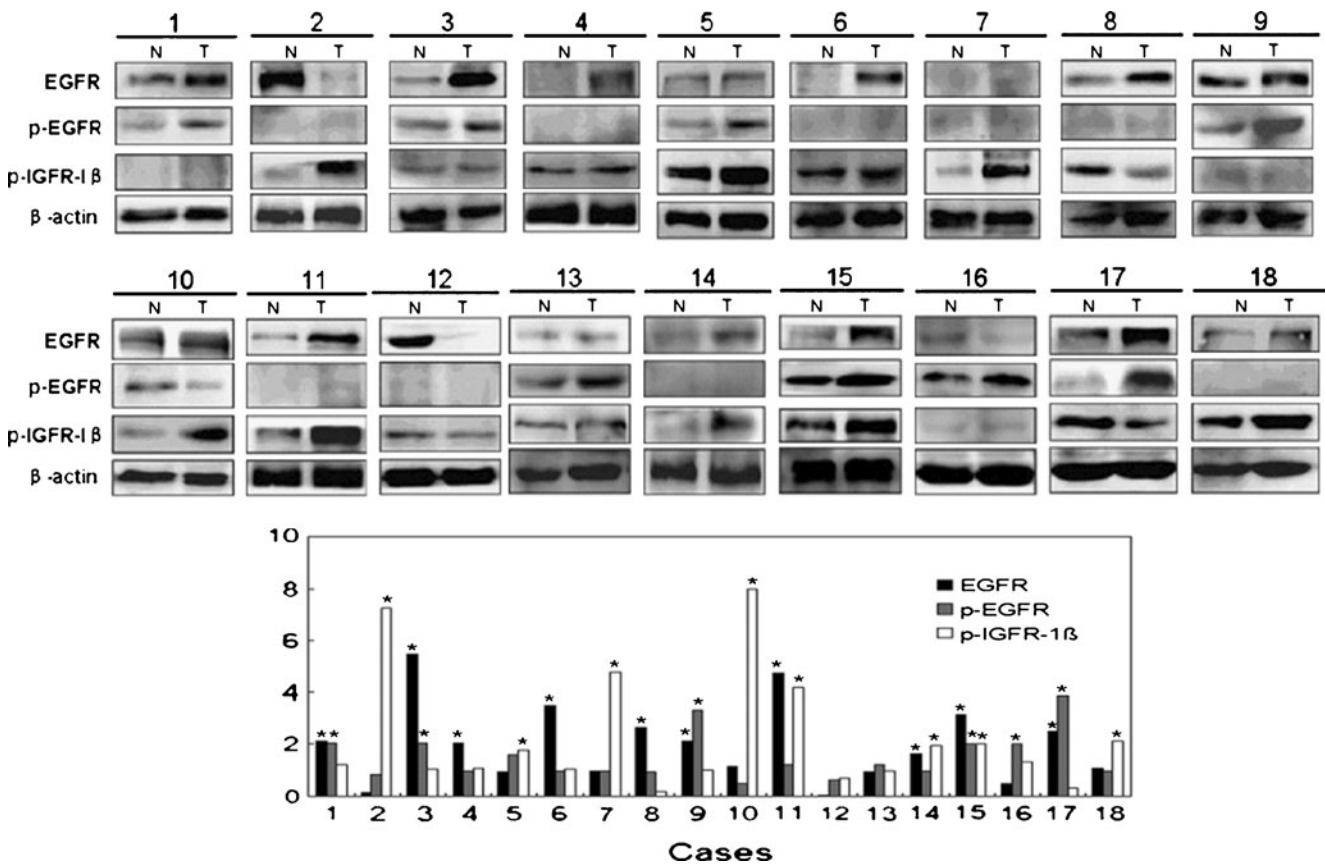 1 2 3 4 5 6 7 8 9
N T N T N T N T N T N T N T N T N T
EGFR
p-EGFR
p-IGFR-I β
β-actin
10 11 12 13 14 15 16 17 18
N T N T N T N T N T N T N T N T N T
EGFR
p-EGFR
p-IGFR-I β
β-actin
10
8
6
4
2
0
* * * * * * * * * * * * * * * * * * * * * * *
EGFR
p-EGFR
p-IGFR-1ß
1 2 3 4 5 6 7 8 9 10 11 12 13 14 15 16 17 18
Cases